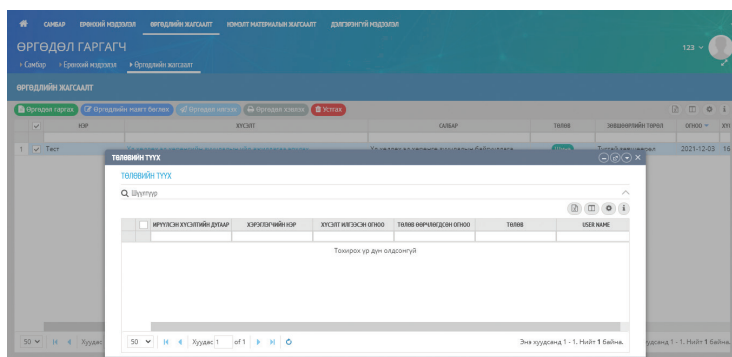 САМБАР ЕРӨНХИЙ МЭДЭЭЛЭЛ ӨРГӨДЛИЙН ЖАГСААЛТ НЭМЭЛТ МАТЕРИАЛЫН ЖАГСААЛТ ДЭЛГЭРЭНГҮЙ МЭДЭЭЛЭЛ
ӨРГӨДӨЛ ГАРГАГЧ
123
Самбар Ерөнхий мэдээлэл Өргөдлийн жагсаалт
ӨРГӨДЛИЙН ЖАГСААЛТ
Өргөдөл гаргах Өргөдлийн маягт бөглөх Өргөдөл илгээх Өргөдөл хэвлэх Устгах
НЭР ХҮСЭЛТ САЛБАР ТӨЛӨВ ЗӨВШӨӨРЛИЙН ТӨРӨЛ ОГНОО
1 Тест 2021-12-03 16
ТӨЛӨВИЙН ТҮҮХ
ТӨЛӨВИЙН ТҮҮХ
Шүүлтүүр
ИРҮҮЛСЭН ХҮСЭЛТИЙН ДУГААР ХЭРЭГЛЭГЧИЙН НЭР ХҮСЭЛТ ИЛГЭЭСЭН ОГНОО ТӨЛӨВ ӨӨРЧЛӨГДСӨН ОГНОО ТӨЛӨВ USER NAME
Тохирох үр дүн олдсонгүй
50 Хуудас 1 of 1 Энэ хуудсанд 1 - 1. Нийт 1 байна.
50 Хуудас 1 - 1. Нийт 1 байна.